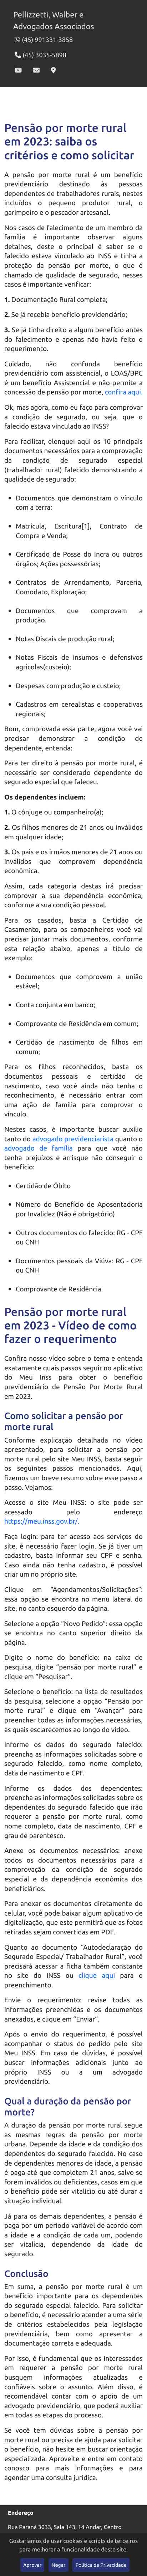 Pellizzetti, Walber e
Advogados Associados
(45) 991331-3858
(45) 3035-5898
Pensão por morte rural
em 2023: saiba os
critérios e como solicitar
A pensão por morte rural é um benefício
previdenciário destinado às pessoas
dependentes de trabalhadores rurais, nestes
incluídos o pequeno produtor rural, o
garimpeiro e o pescador artesanal.
Nos casos de falecimento de um membro da
família é importante observar alguns
detalhes, deste o principal é saber se o
falecido estava vinculado ao INSS e tinha a
proteção da pensão por morte, o que é
chamado de qualidade de segurado, nesses
casos é importante verificar:
1. Documentação Rural completa;
2. Se já recebia benefício previdenciário;
3. Se já tinha direito a algum benefício antes
do falecimento e apenas não havia feito o
requerimento.
Cuidado, não confunda benefício
previdenciário com assistencial, o LOAS/BPC
é um benefício Assistencial e não permite a
concessão de pensão por morte, confira aqui.
Ok, mas agora, como eu faço para comprovar
a condição de segurado, ou seja, que o
falecido estava vinculado ao INSS?
Para facilitar, elenquei aqui os 10 principais
documentos necessários para a comprovação
da condição de segurado especial
(trabalhador rural) falecido demonstrando a
qualidade de segurado:
Documentos que demonstram o vínculo
com a terra:
Matrícula, Escritura[1], Contrato de
Compra e Venda;
Certificado de Posse do Incra ou outros
órgãos; Ações possessórias;
Contratos de Arrendamento, Parceria,
Comodato, Exploração;
Documentos que comprovam a
produção.
Notas Discais de produção rural;
Notas Fiscais de insumos e defensivos
agricolas(custeio);
Despesas com produção e custeio;
Cadastros em cerealistas e cooperativas
regionais;
Bom, comprovada essa parte, agora você vai
precisar demonstrar a condição de
dependente, entenda:
Para ter direito à pensão por morte rural, é
necessário ser considerado dependente do
segurado especial que faleceu.
Os dependentes incluem:
1. O cônjuge ou companheiro(a);
2. Os filhos menores de 21 anos ou inválidos
em qualquer idade;
3. Os pais e os irmãos menores de 21 anos ou
inválidos que comprovem dependência
econômica.
Assim, cada categoria destas irá precisar
comprovar a sua dependência econômica,
conforme a sua condição pessoal.
Para os casados, basta a Certidão de
Casamento, para os companheiros você vai
precisar juntar mais documentos, conforme
esta relação abaixo, apenas a título de
exemplo:
Documentos que comprovem a união
estável;
Conta conjunta em banco;
Comprovante de Residência em comum;
Certidão de nascimento de filhos em
comum;
Para os filhos reconhecidos, basta os
documentos pessoais e certidão de
nascimento, caso você ainda não tenha o
reconhecimento, é necessário entrar com
uma ação de família para comprovar o
vínculo.
Nestes casos, é importante buscar auxílio
tanto do advogado previdenciarista quanto o
advogado de família para que você não
tenha prejuízos e arrisque não conseguir o
benefício:
Certidão de Óbito
Número do Benefício de Aposentadoria
por Invalidez (Não é obrigatório)
Outros documentos do falecido: RG - CPF
ou CNH
Documentos pessoais da Viúva: RG - CPF
ou CNH
Comprovante de Residência
Pensão por morte rural
em 2023 - Vídeo de como
fazer o requerimento
Confira nosso vídeo sobre o tema e entenda
exatamente quais passos seguir no aplicativo
do Meu Inss para obter o benefício
previdenciário de Pensão Por Morte Rural
em 2023.
Como solicitar a pensão por
morte rural
Conforme explicação detalhada no vídeo
relacionado, para solicitar a pensão por
morte rural pelo site Meu INSS, basta seguir
os seguintes passos informados. Aqui,
fizemos um breve resumo sobre esse passo a
passo. Vejamos:
Acesse o site Meu INSS: o site pode ser
acessado pelo endereço
https://meu.inss.gov.br/.
Faça login: para ter acesso aos serviços do
site, é necessário fazer login. Se já tiver um
cadastro, basta informar seu CPF e senha.
Caso ainda não tenha cadastro, é possível
criar um no próprio site.
Clique em “Agendamentos/Solicitações”:
essa opção se encontra no menu lateral do
site, no canto esquerdo da página.
Selecione a opção “Novo Pedido”: essa opção
se encontra no canto superior direito da
página.
Digite o nome do benefício: na caixa de
pesquisa, digite “pensão por morte rural” e
clique em “Pesquisar”.
Selecione o benefício: na lista de resultados
da pesquisa, selecione a opção “Pensão por
morte rural” e clique em “Avançar” para
preencher todas as informações necessárias,
as quais esclarecemos ao longo do vídeo.
Informe os dados do segurado falecido:
preencha as informações solicitadas sobre o
segurado falecido, como nome completo,
data de nascimento e CPF.
Informe os dados dos dependentes:
preencha as informações solicitadas sobre os
dependentes do segurado falecido que irão
requerer a pensão por morte rural, como
nome completo, data de nascimento, CPF e
grau de parentesco.
Anexe os documentos necessários: anexe
todos os documentos necessários para a
comprovação da condição de segurado
especial e da dependência econômica dos
beneficiários.
Para anexar os documentos diretamente do
celular, você pode baixar algum aplicativo de
digitalização, que este permitirá que as fotos
retiradas sejam convertidas em PDF.
Quanto ao documento “Autodeclaração do
Segurado Especial/ Trabalhador Rural”, você
precisará acessar a ficha também constante
no site do INSS ou clique aqui para o
preenchimento.
Envie o requerimento: revise todas as
informações preenchidas e os documentos
anexados, e clique em “Enviar”.
Após o envio do requerimento, é possível
acompanhar o status do pedido pelo site
Meu INSS. Em caso de dúvidas, é possível
buscar informações adicionais junto ao
próprio INSS ou a um advogado
previdenciário.
Qual a duração da pensão por
morte?
A duração da pensão por morte rural segue
as mesmas regras da pensão por morte
urbana. Depende da idade e da condição dos
dependentes do segurado falecido. No caso
de dependentes menores de idade, a pensão
é paga até que completem 21 anos, salvo se
forem inválidos ou deficientes, casos em que
o benefício pode ser vitalício ou até durar a
situação individual.
Já para os demais dependentes, a pensão é
paga por um período variável de acordo com
a idade e a condição de cada um, podendo
ser vitalícia, dependendo da idade do
segurado.
Conclusão
Em suma, a pensão por morte rural é um
benefício importante para os dependentes
do segurado especial falecido. Para solicitar
o benefício, é necessário atender a uma série
de critérios estabelecidos pela legislação
previdenciária, bem como apresentar a
documentação correta e adequada.
Por isso, é fundamental que os interessados
em requerer a pensão por morte rural
busquem informações atualizadas e
confiáveis sobre o assunto. Além disso, é
recomendável contar com o apoio de um
advogado previdenciário, que poderá auxiliar
em todas as etapas do processo.
Se você tem dúvidas sobre a pensão por
morte rural ou precisa de ajuda para solicitar
o benefício, não hesite em buscar orientação
especializada. Aproveite e entre em contato
conosco para mais informações e para
agendar uma consulta jurídica.
Endereço
Rua Paraná 3033, Sala 143, 14 Andar, Centro
Gostaríamos de usar cookies e scripts de terceiros
para melhorar a funcionalidade deste site.
Aprovar
Negar
Política de Privacidade